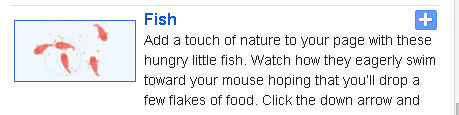 Fish
Add a touch of nature to your page with these
hungry little fish. Watch how they eagerly swim
toward your mouse hoping that you'll drop a
few flakes of food. Click the down arrow and